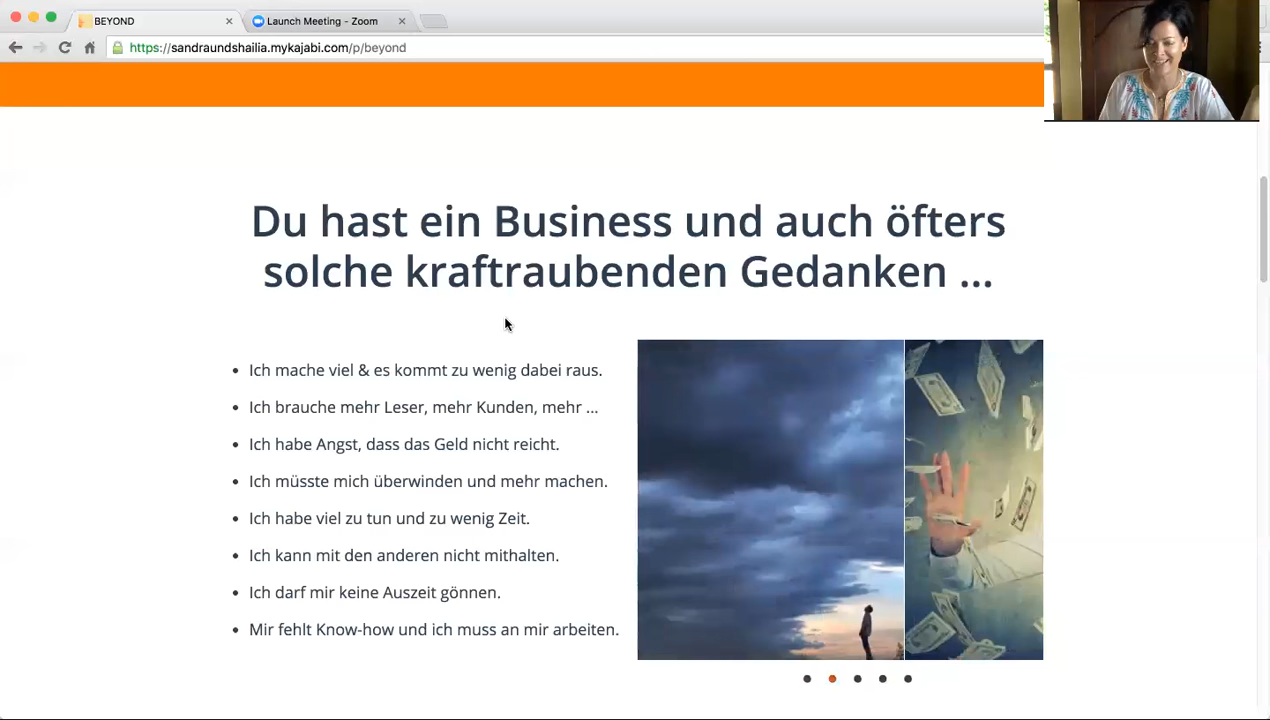 BEYOND
Launch Meeting - Zoom
https://sandraundshailia.mykajabi.com/p/beyond
Du hast ein Business und auch öfters
solche kraftraubenden Gedanken ...
• Ich mache viel & es kommt zu wenig dabei raus.
• Ich brauche mehr Leser, mehr Kunden, mehr ...
• Ich habe Angst, dass das Geld nicht reicht.
• Ich müsste mich überwinden und mehr machen.
• Ich habe viel zu tun und zu wenig Zeit.
• Ich kann mit den anderen nicht mithalten.
• Ich darf mir keine Auszeit gönnen.
• Mir fehlt Know-how und ich muss an mir arbeiten.